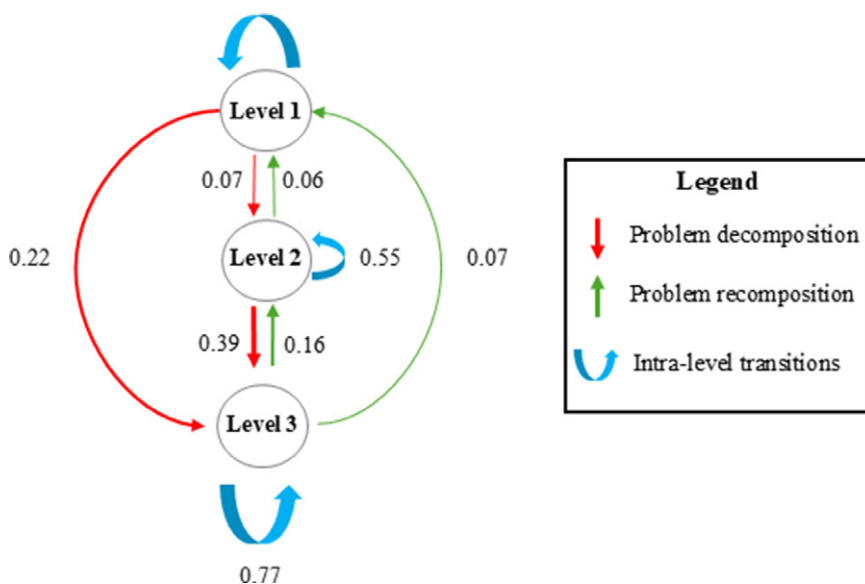 Level 1
0.07
0.06
Level 2
0.55
0.22
0.07
0.39
0.16
Level 3
0.77
Legend
Problem decomposition
Problem recomposition
Intra-level transitions